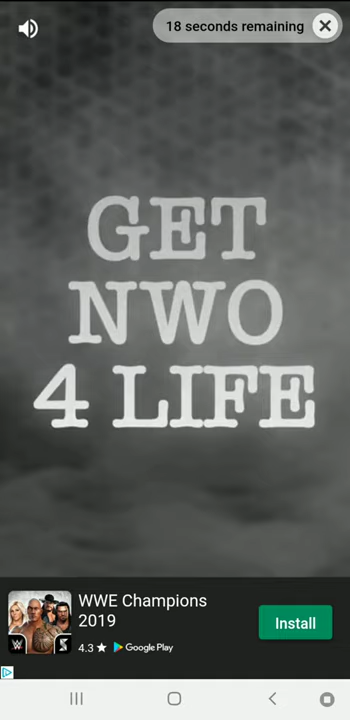 18 seconds remaining
GET
NWO
4 LIFE
WWE Champions
2019
Install
4.3 ★ Google Play